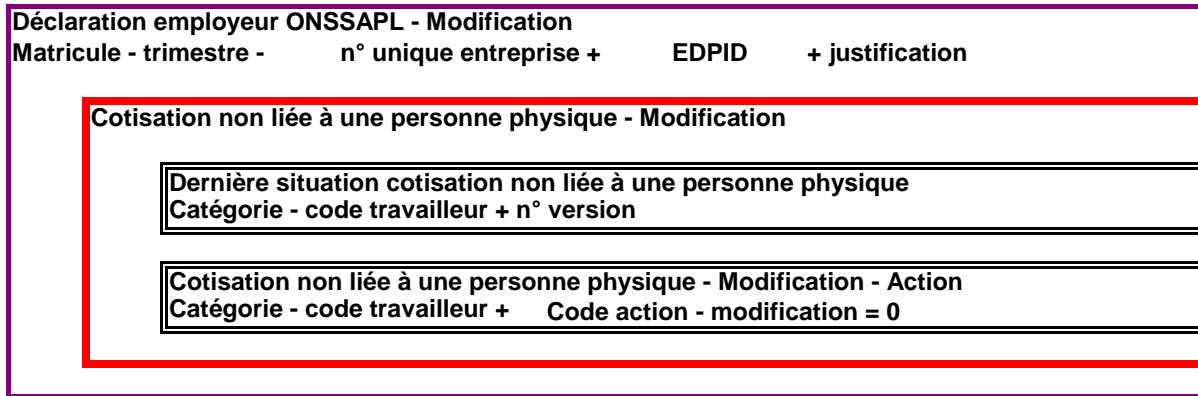 Déclaration employeur ONSSAPL - Modification
Matricule - trimestre - n° unique entreprise + EDPID + justification
Cotisation non liée à une personne physique - Modification
Dernière situation cotisation non liée à une personne physique
Catégorie - code travailleur + n° version
Cotisation non liée à une personne physique - Modification - Action
Catégorie - code travailleur + Code action - modification = 0